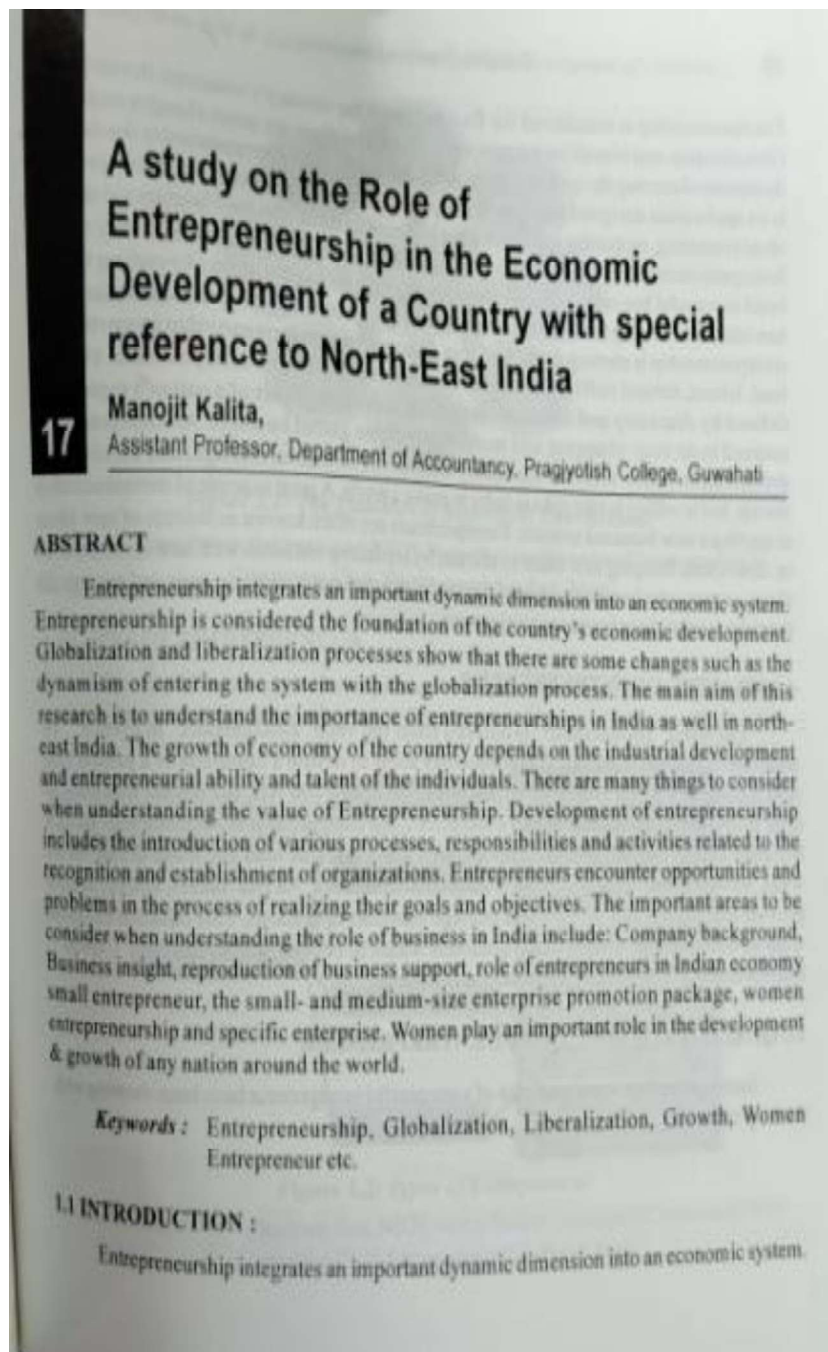 A study on the Role of
Entrepreneurship in the Economic
Development of a Country with special
reference to North-East India
17
Manojit Kalita,
Assistant Professor, Department of Accountancy, Pragjyotish College, Guwahati
ABSTRACT
Entrepreneurship integrates an important dynamic dimension into an economic system.
Entrepreneurship is considered the foundation of the country's economic development.
Globalization and liberalization processes show that there are some changes such as the
dynamism of entering the system with the globalization process. The main aim of this
research is to understand the importance of entrepreneurships in India as well in north-
east India. The growth of economy of the country depends on the industrial development
and entrepreneurial ability and talent of the individuals. There are many things to consider
when understanding the value of Entrepreneurship. Development of entrepreneurship
includes the introduction of various processes, responsibilities and activities related to the
recognition and establishment of organizations. Entrepreneurs encounter opportunities and
problems in the process of realizing their goals and objectives. The important areas to be
consider when understanding the role of business in India include: Company background,
Business insight, reproduction of business support, role of entrepreneurs in Indian economy
small entrepreneur, the small- and medium-size enterprise promotion package, women
entrepreneurship and specific enterprise. Women play an important role in the development
& growth of any nation around the world.
Keywords : Entrepreneurship, Globalization, Liberalization, Growth, Women
Entrepreneur etc.
1.1 INTRODUCTION :
Entrepreneurship integrates an important dynamic dimension into an economic system.